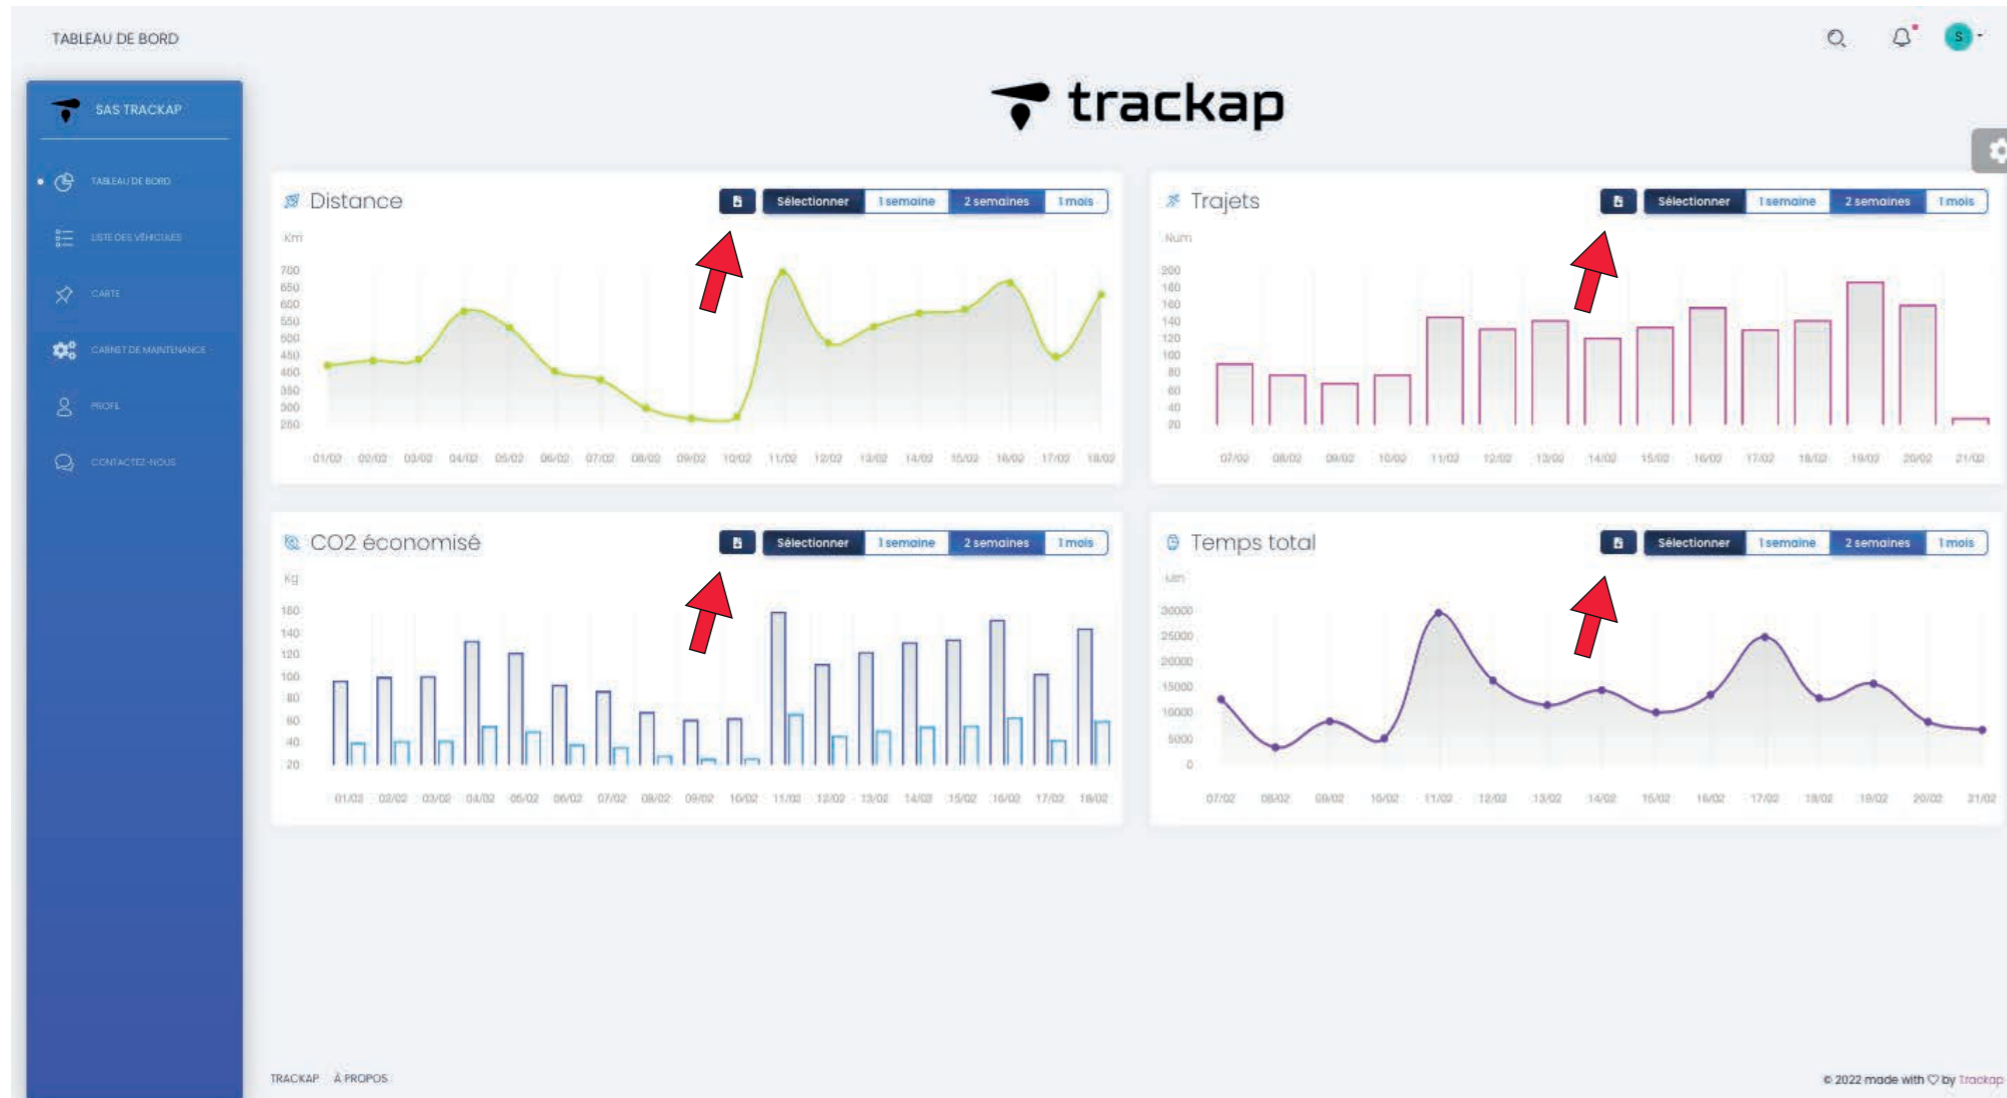 TABLEAU DE BORD
S
trackap
SAS TRACKAP
TABLEAU DE BORD
LISTE DES VÉHICULES
CARTE
CARNET DE MAINTENANCE
PROFIL
CONTACTEZ-NOUS
Distance
Sélectionner 1 semaine 2 semaines 1 mois
Km
700
650
600
550
500
450
400
350
300
250
01/02 02/02 03/02 04/02 05/02 06/02 07/02 08/02 09/02 10/02 11/02 12/02 13/02 14/02 15/02 16/02 17/02 18/02
Trajets
Sélectionner 1 semaine 2 semaines 1 mois
Num
200
180
160
140
120
100
80
60
40
20
07/02 08/02 09/02 10/02 11/02 12/02 13/02 14/02 15/02 16/02 17/02 18/02 19/02 20/02 21/02
CO2 économisé
Sélectionner 1 semaine 2 semaines 1 mois
Kg
160
140
120
100
80
60
40
20
01/02 02/02 03/02 04/02 05/02 06/02 07/02 08/02 09/02 10/02 11/02 12/02 13/02 14/02 15/02 16/02 17/02 18/02
Temps total
Sélectionner 1 semaine 2 semaines 1 mois
30000
25000
20000
15000
10000
5000
0
07/02 08/02 09/02 10/02 11/02 12/02 13/02 14/02 15/02 16/02 17/02 18/02 19/02 20/02 21/02
TRACKAP À PROPOS
© 2022 made with ♡ by Trackap